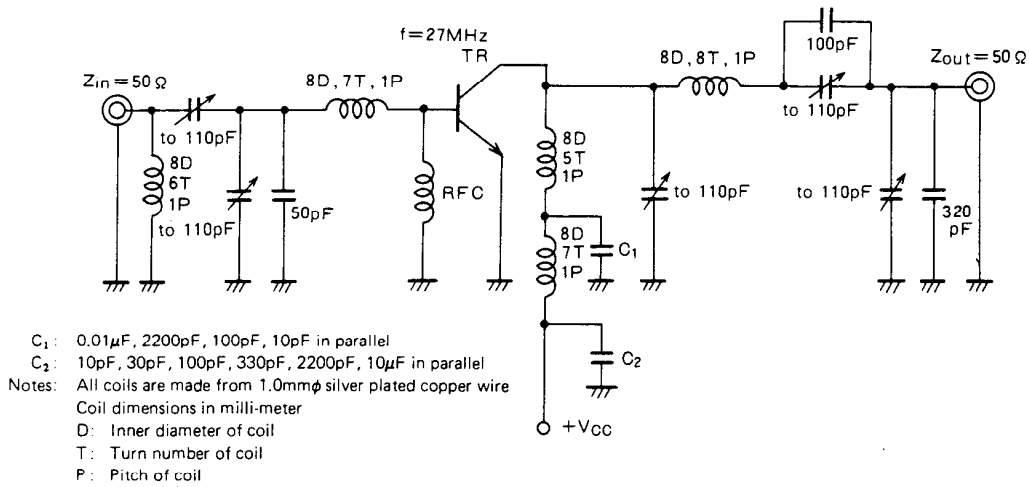 f=27MHz
TR
Zin=50Ω
8D, 7T, 1P
to 110pF
8D
6T
1P
to 110pF
50pF
RFC
8D
5T
1P
8D
7T
1P
C₁
C₂
+VCC
8D, 8T, 1P
100pF
to 110pF
Zout=50Ω
to 110pF
to 110pF
320
pF
C₁: 0.01μF, 2200pF, 100pF, 10pF in parallel
C₂: 10pF, 30pF, 100pF, 330pF, 2200pF, 10μF in parallel
Notes: All coils are made from 1.0mmφ silver plated copper wire
Coil dimensions in milli-meter
D: Inner diameter of coil
T: Turn number of coil
P: Pitch of coil